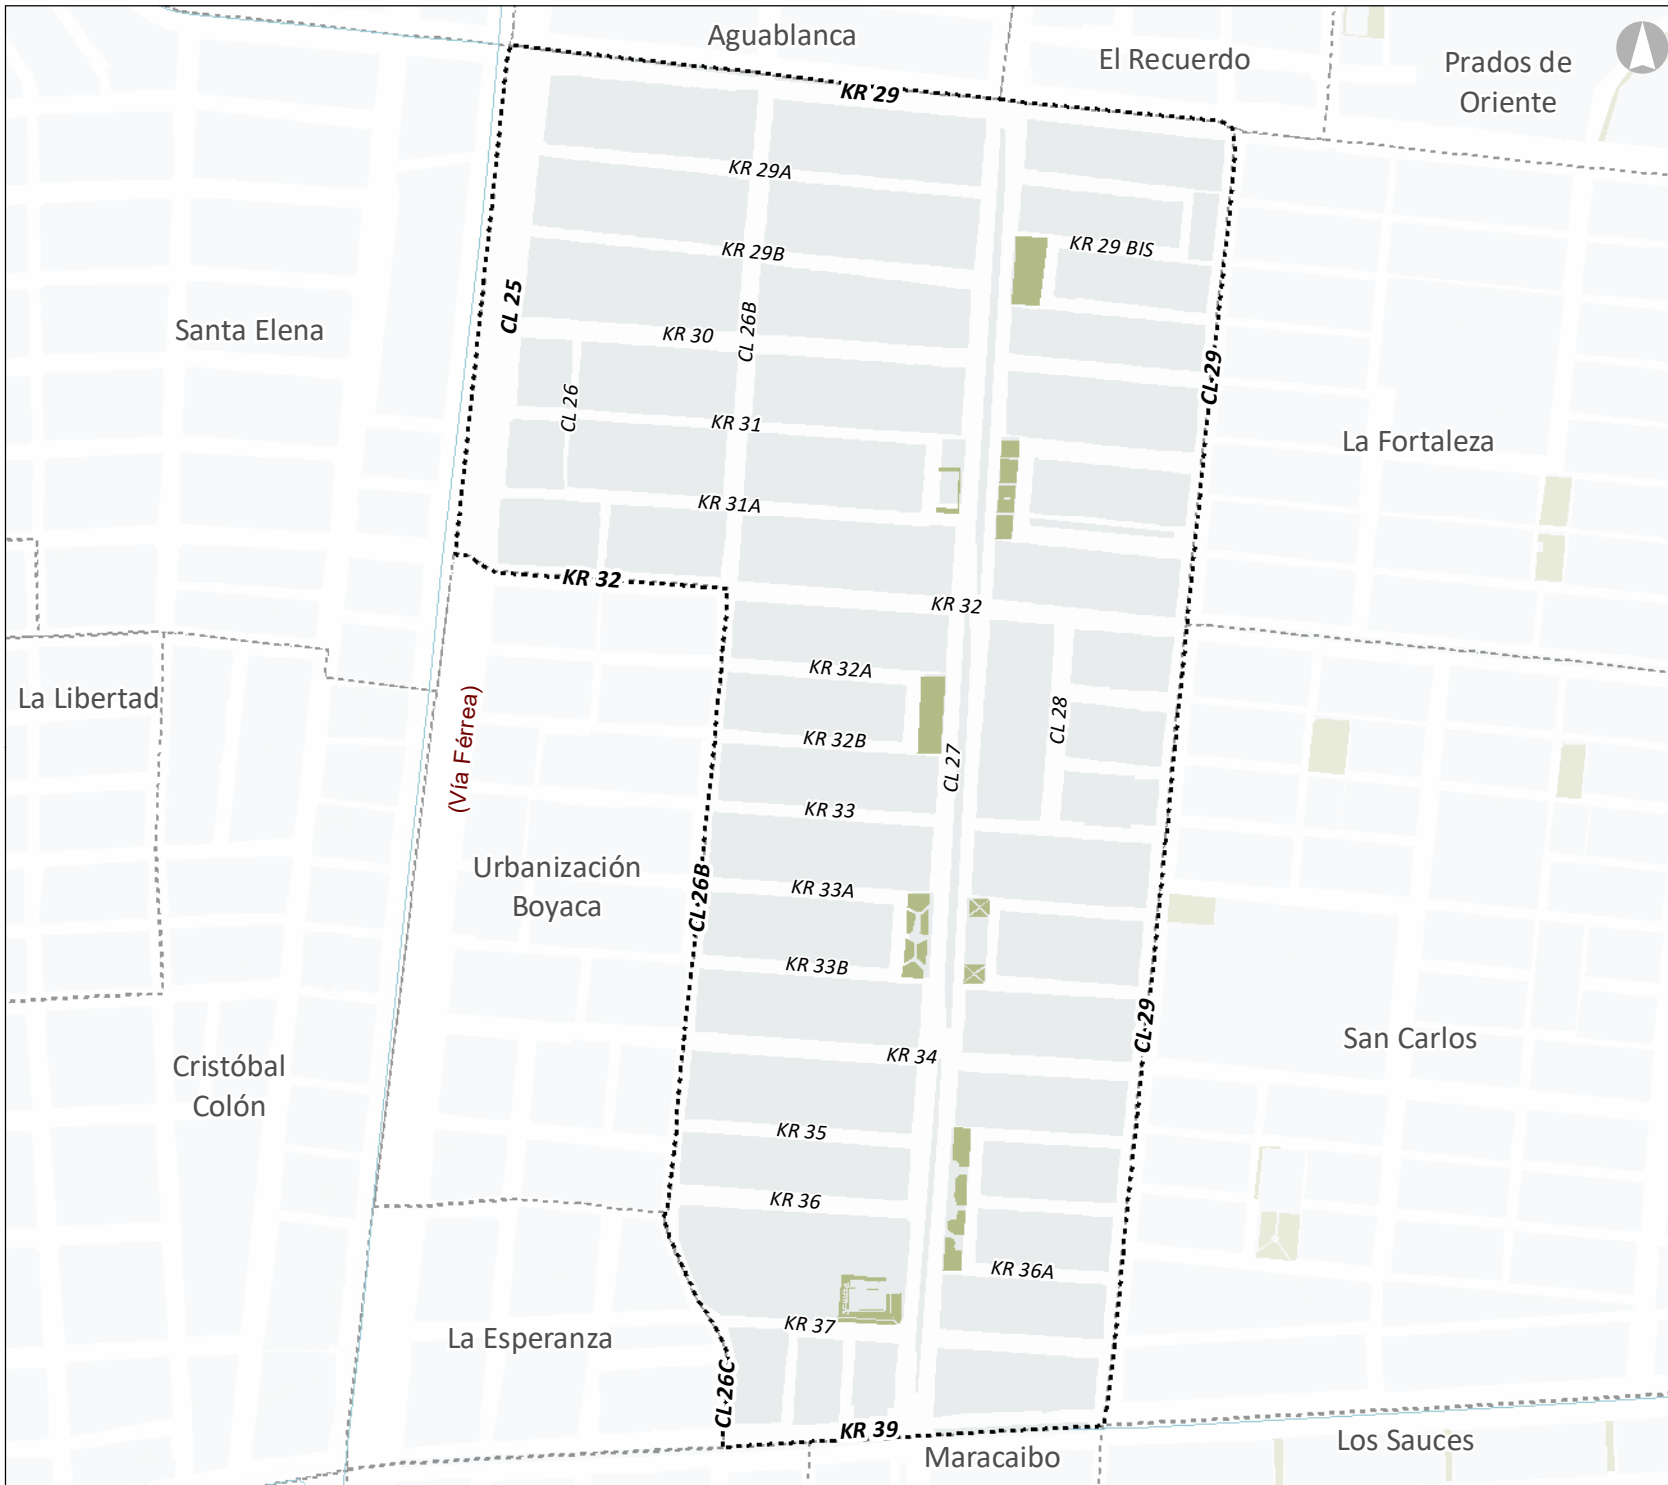 Aguablanca
El Recuerdo
Prados de
Oriente
KR 29
KR 29A
KR 29B
KR 29 BIS
CL 25
CL 26B
KR 30
Santa Elena
CL 26
CL 29
KR 31
La Fortaleza
KR 31A
KR 32
KR 32
KR 32A
La Libertad
(Vía Férrea)
CL 28
KR 32B
CL 27
KR 33
Urbanización
Boyaca
CL 26B
KR 33A
KR 33B
CL 29
San Carlos
KR 34
Cristóbal
Colón
KR 35
KR 36
KR 36A
KR 37
La Esperanza
CL 26C
KR 39
Maracaibo
Los Sauces